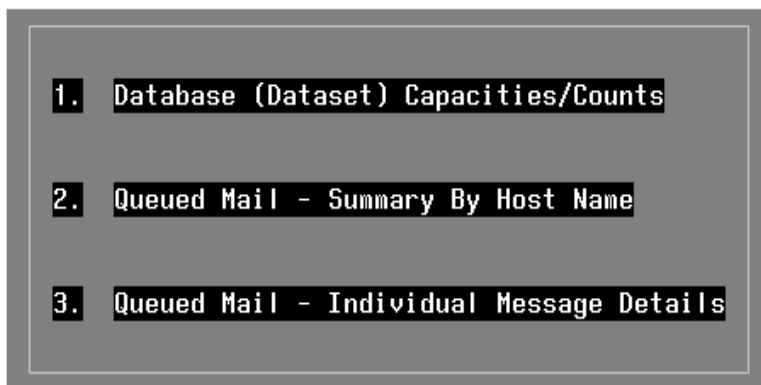 1. Database (Dataset) Capacities/Counts
2. Queued Mail - Summary By Host Name
3. Queued Mail - Individual Message Details